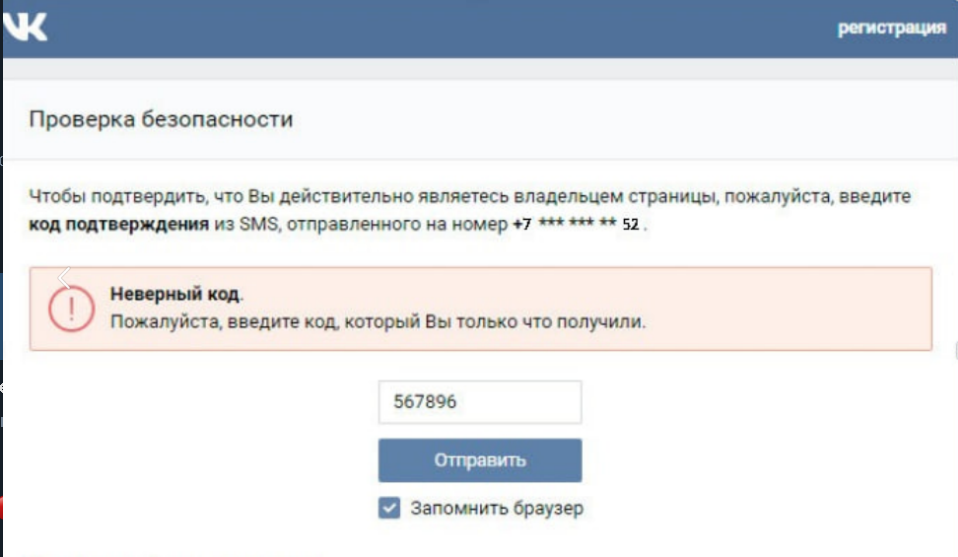 VK
регистрация
Проверка безопасности
Чтобы подтвердить, что Вы действительно являетесь владельцем страницы, пожалуйста, введите
код подтверждения из SMS, отправленного на номер +7 *** *** ** 52 .
Неверный код.
Пожалуйста, введите код, который Вы только что получили.
567896
Отправить
Запомнить браузер